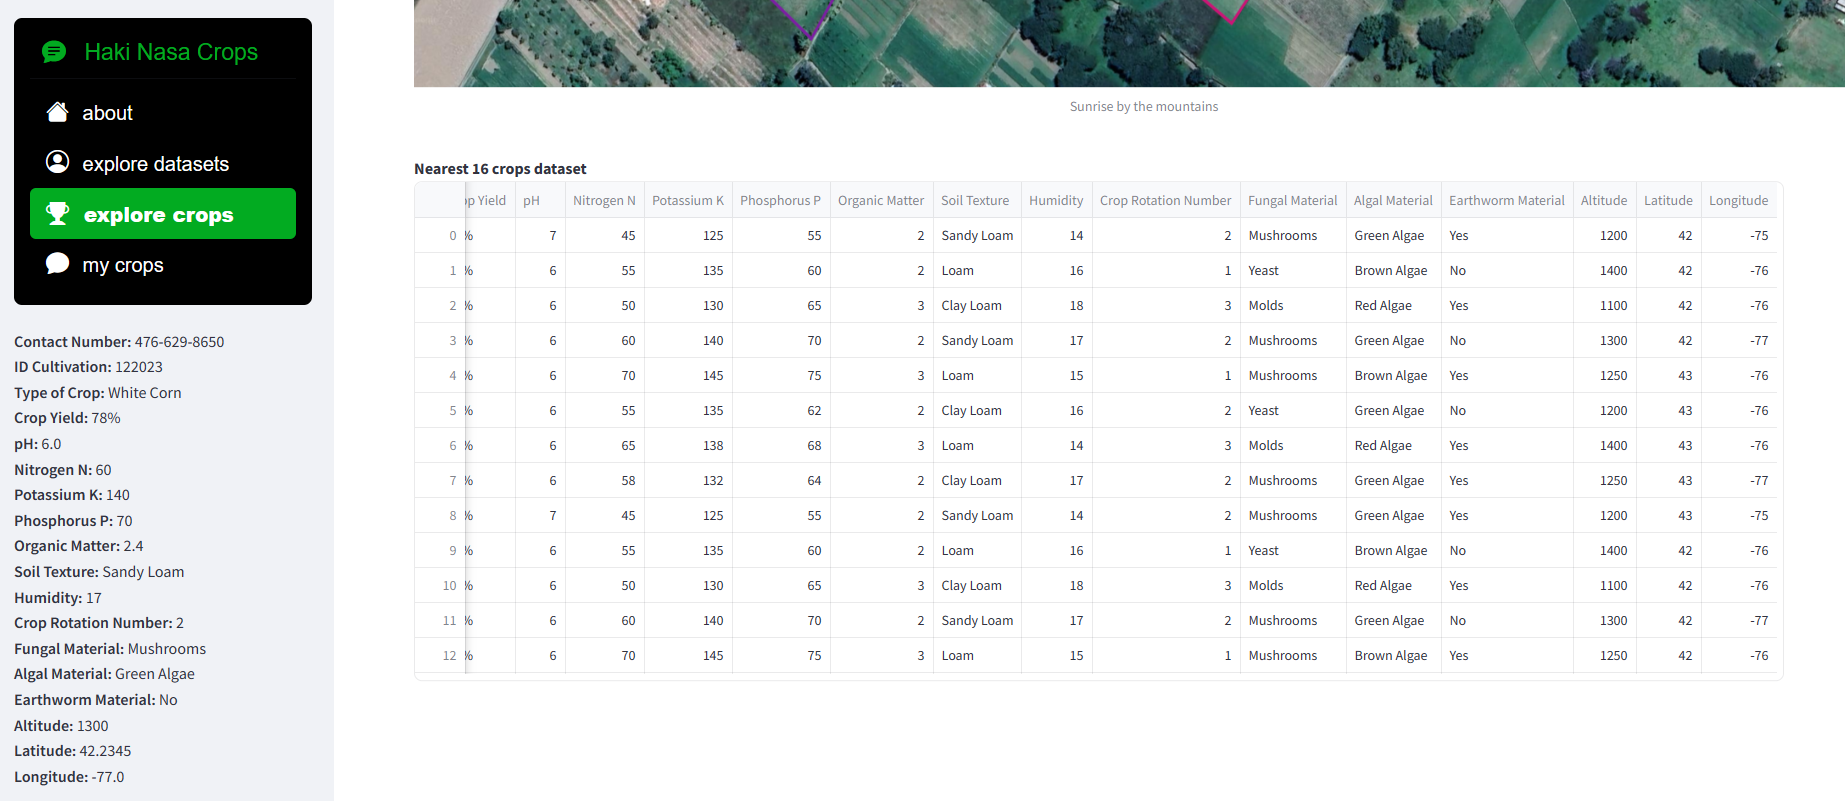 Haki Nasa Crops
about
explore datasets
explore crops
my crops
Contact Number: 476-629-8650
ID Cultivation: 122023
Type of Crop: White Corn
Crop Yield: 78%
pH: 6.0
Nitrogen N: 60
Potassium K: 140
Phosphorus P: 70
Organic Matter: 2.4
Soil Texture: Sandy Loam
Humidity: 17
Crop Rotation Number: 2
Fungal Material: Mushrooms
Algal Material: Green Algae
Earthworm Material: No
Altitude: 1300
Latitude: 42.2345
Longitude: -77.0
Sunrise by the mountains
Nearest 16 crops dataset
op Yield pH Nitrogen N Potassium K Phosphorus P Organic Matter Soil Texture Humidity Crop Rotation Number Fungal Material Algal Material Earthworm Material Altitude Latitude Longitude
0 % 7 45 125 55 2 Sandy Loam 14 2 Mushrooms Green Algae Yes 1200 42 -75
1 % 6 55 135 60 2 Loam 16 1 Yeast Brown Algae No 1400 42 -76
2 % 6 50 130 65 3 Clay Loam 18 3 Molds Red Algae Yes 1100 42 -76
3 % 6 60 140 70 2 Sandy Loam 17 2 Mushrooms Green Algae No 1300 42 -77
4 % 6 70 145 75 3 Loam 15 1 Mushrooms Brown Algae Yes 1250 43 -76
5 % 6 55 135 62 2 Clay Loam 16 2 Yeast Green Algae No 1200 43 -76
6 % 6 65 138 68 3 Loam 14 3 Molds Red Algae Yes 1400 43 -76
7 % 6 58 132 64 2 Clay Loam 17 2 Mushrooms Green Algae Yes 1250 43 -77
8 % 7 45 125 55 2 Sandy Loam 14 2 Mushrooms Green Algae Yes 1200 43 -75
9 % 6 55 135 60 2 Loam 16 1 Yeast Brown Algae No 1400 42 -76
10 % 6 50 130 65 3 Clay Loam 18 3 Molds Red Algae Yes 1100 42 -76
11 % 6 60 140 70 2 Sandy Loam 17 2 Mushrooms Green Algae No 1300 42 -77
12 % 6 70 145 75 3 Loam 15 1 Mushrooms Brown Algae Yes 1250 42 -76